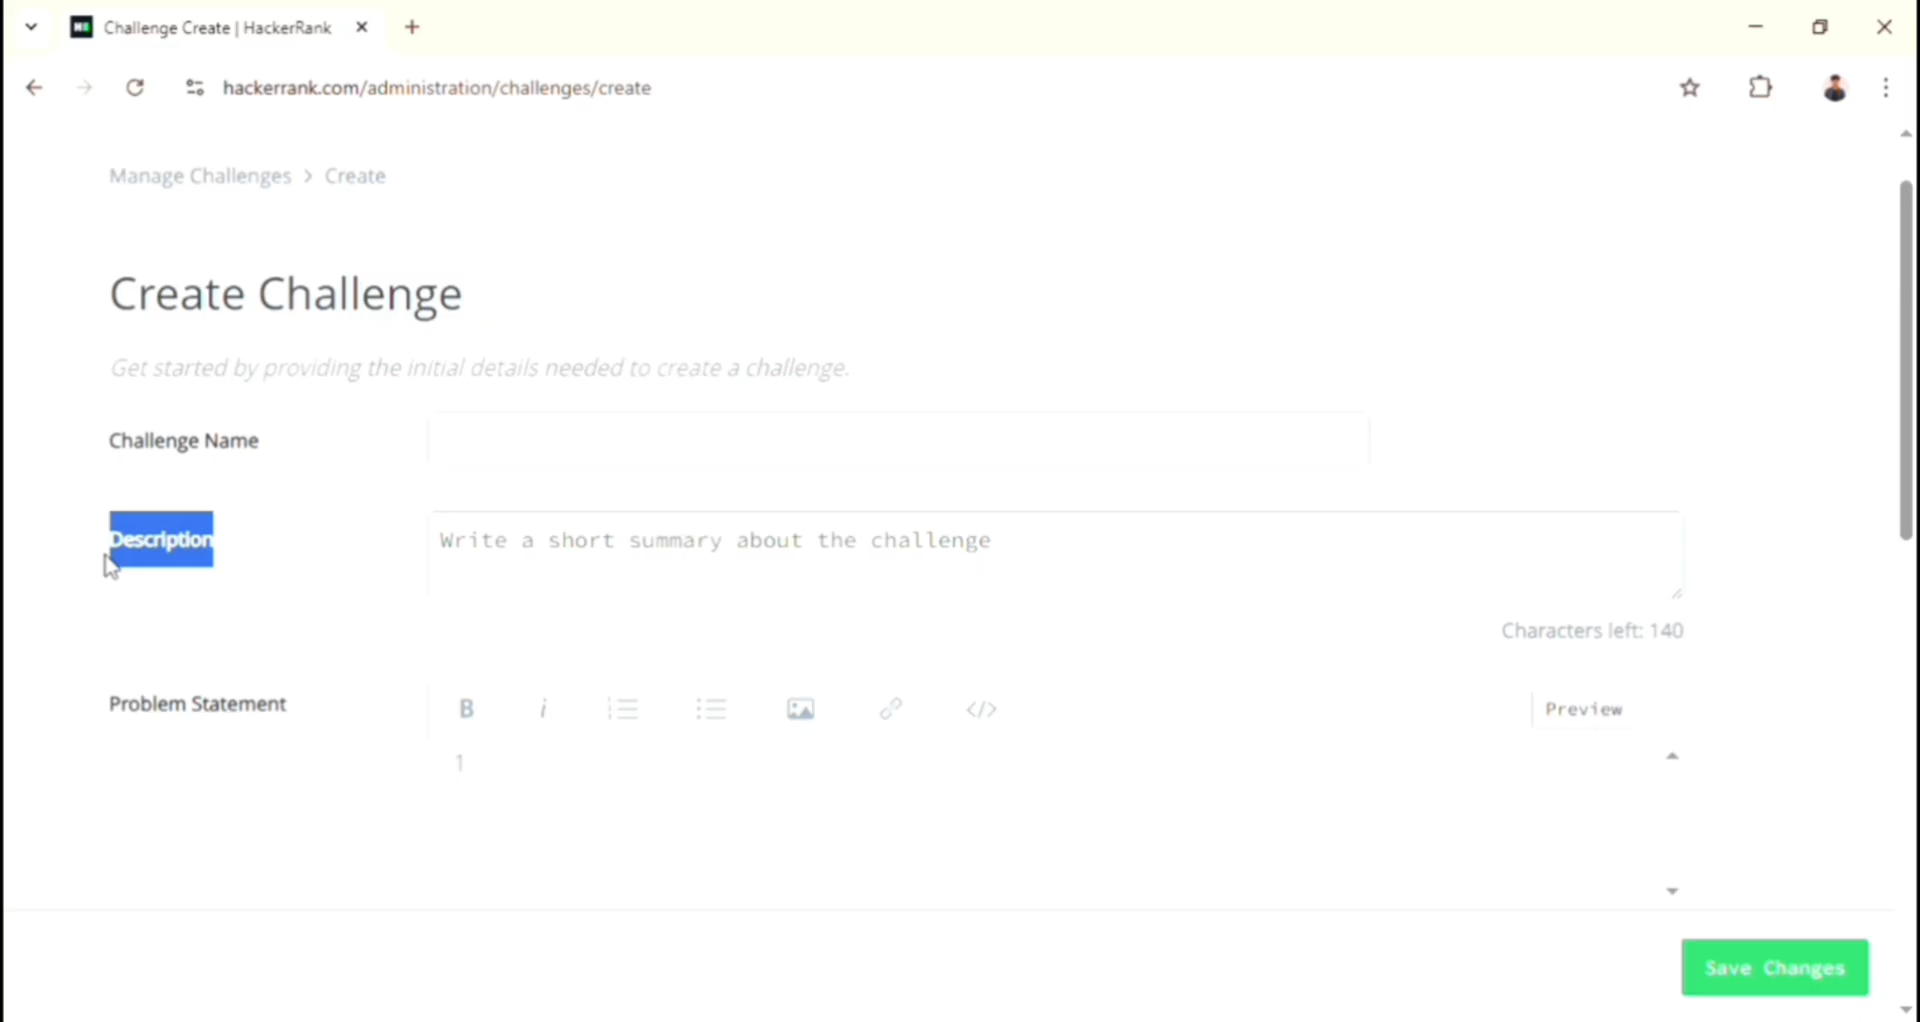 Challenge Create | HackerRank
hackerrank.com/administration/challenges/create
Manage Challenges > Create
Create Challenge
Get started by providing the initial details needed to create a challenge.
Challenge Name
Description
Write a short summary about the challenge
Characters left: 140
Problem Statement
B i </> Preview
1
Save Changes